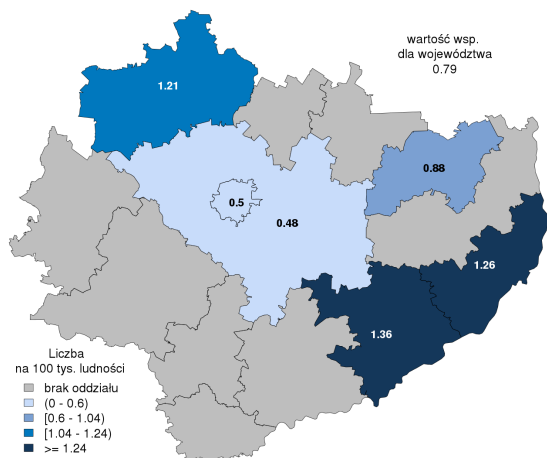 wartość wsp.
dla województwa
0.79
1.21
0.88
0.5
0.48
1.26
1.36
Liczba
na 100 tys. ludności
brak oddziału
(0 - 0.6)
[0.6 - 1.04)
[1.04 - 1.24)
>= 1.24